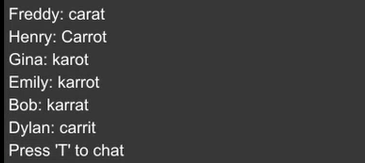 Freddy: carat
Henry: Carrot
Gina: karot
Emily: karrot
Bob: karrat
Dylan: carrit
Press 'T' to chat